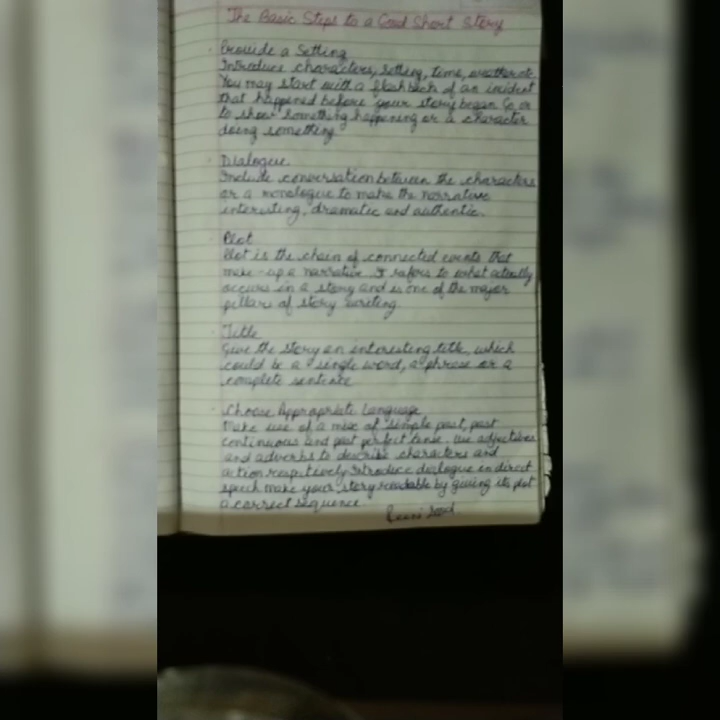 The Basic Steps to a Good Short Story
Provide a Setting
Introduce characters, setting, time, weather etc.
You may start with a flashback of an incident
that happened before your story began Go on
to show something happening or a character
doing something
Dialogue
Include conversation between the characters
or a monologue to make the narrative
interesting, dramatic and authentic.
Plot
Plot is the chain of connected events that
make-up a narrative. It refers to what actually
occurs in a story and is one of the major
pillars of story writing
Title
Give the story an interesting title, which
could be a single word, a phrase or a
complete sentence
Choose Appropriate Language
Make use of a mix of simple past, past
continuous and past perfect tense. Use adjectives
and adverbs to describe characters and
action respectively Introduce dialogue in direct
speech make your story readable by giving its plot
a correct sequence